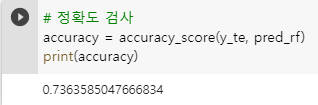 # 정확도 검사
accuracy = accuracy_score(y_te, pred_rf)
print(accuracy)
0.7363585047666834